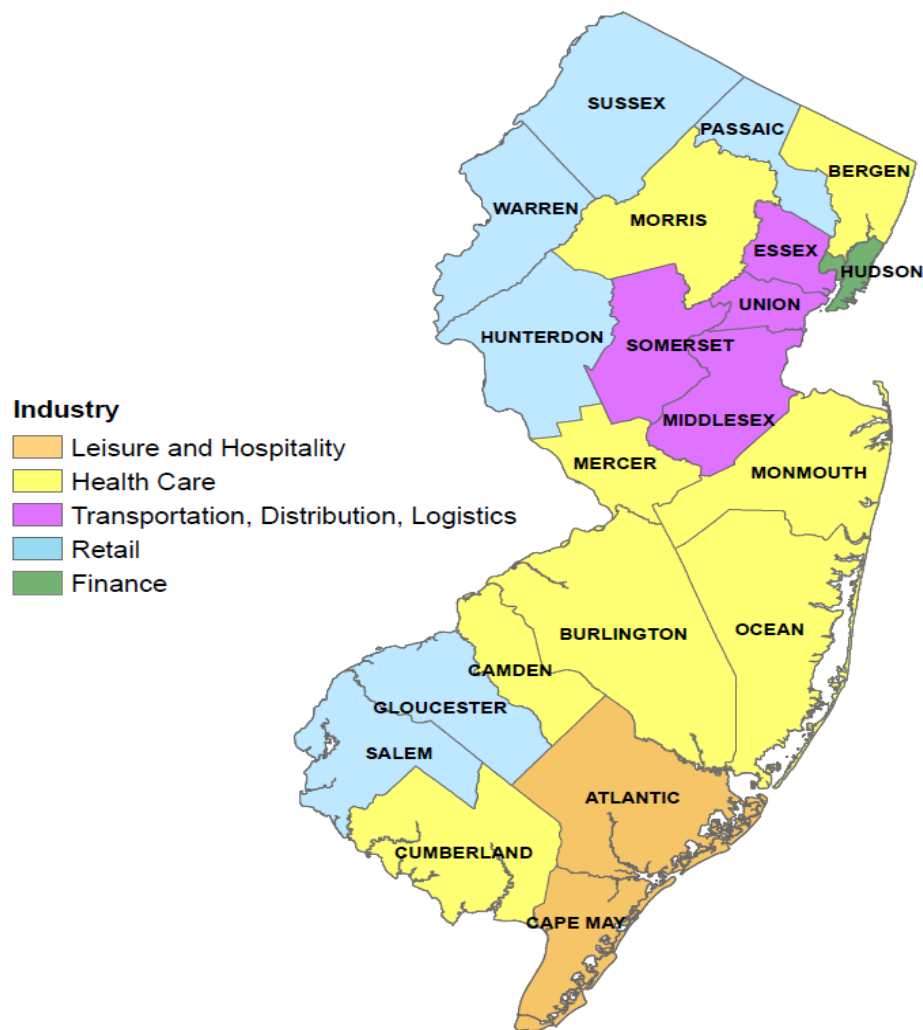 SUSSEX
PASSAIC
BERGEN
WARREN
MORRIS
ESSEX
HUDSON
UNION
HUNTERDON
SOMERSET
Industry
MIDDLESEX
Leisure and Hospitality
MERCER
MONMOUTH
Health Care
Transportation, Distribution, Logistics
Retail
Finance
OCEAN
BURLINGTON
CAMDEN
GLOUCESTER
SALEM
ATLANTIC
CUMBERLAND
CAPE MAY